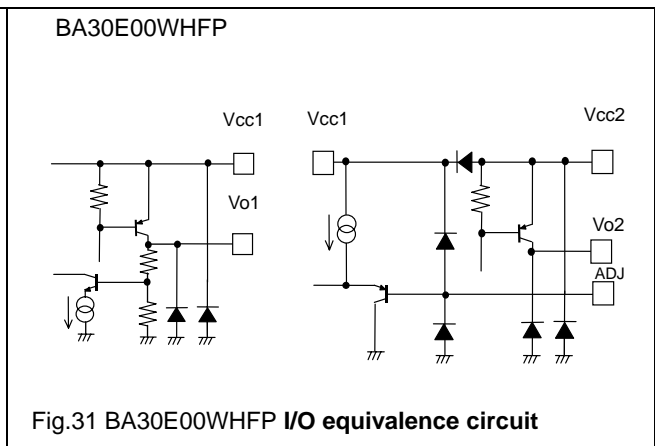 BA30E00WHFP
Vcc1
Vo1
Vcc1
Vcc2
Vo2
ADJ
Fig.31 BA30E00WHFP I/O equivalence circuit